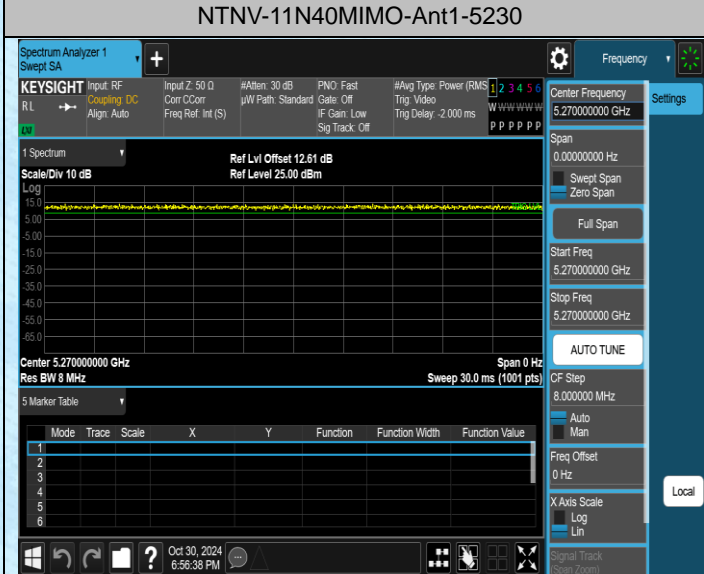 NTNV-11N40MIMO-Ant1-5230
Spectrum Analyzer 1
Swept SA
Frequency
KEYSIGHT
RL
LXI
Input: RF
Coupling: DC
Align: Auto
Input Z: 50 Ω
Corr CCorr
Freq Ref: Int (S)
#Atten: 30 dB
µW Path: Standard
PNO: Fast
Gate: Off
IF Gain: Low
Sig Track: Off
#Avg Type: Power (RMS
Trig: Video
Trig Delay: -2.000 ms
1 2 3 4 5 6
W W W W W W
P P P P P P
Center Frequency
5.270000000 GHz
Settings
Span
0.00000000 Hz
Swept Span
Zero Span
Full Span
Start Freq
5.270000000 GHz
Stop Freq
5.270000000 GHz
AUTO TUNE
CF Step
8.000000 MHz
Auto
Man
Freq Offset
0 Hz
X Axis Scale
Log
Lin
Signal Track
(Span Zoom)
Local
1 Spectrum
Scale/Div 10 dB
Ref Lvl Offset 12.61 dB
Ref Level 25.00 dBm
Log
15.0
5.00
-5.00
-15.0
-25.0
-35.0
-45.0
-55.0
-65.0
Center 5.270000000 GHz
Span 0 Hz
Res BW 8 MHz
Sweep 30.0 ms (1001 pts)
5 Marker Table
Mode Trace Scale X Y Function Function Width Function Value
1
2
3
4
5
6
Oct 30, 2024
6:56:38 PM